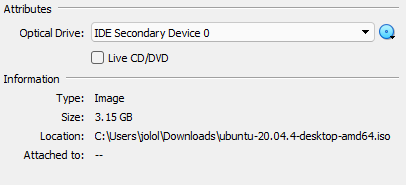 Attributes
Optical Drive: IDE Secondary Device 0
Live CD/DVD
Information
Type: Image
Size: 3.15 GB
Location: C:\Users\jolol\Downloads\ubuntu-20.04.4-desktop-amd64.iso
Attached to: --